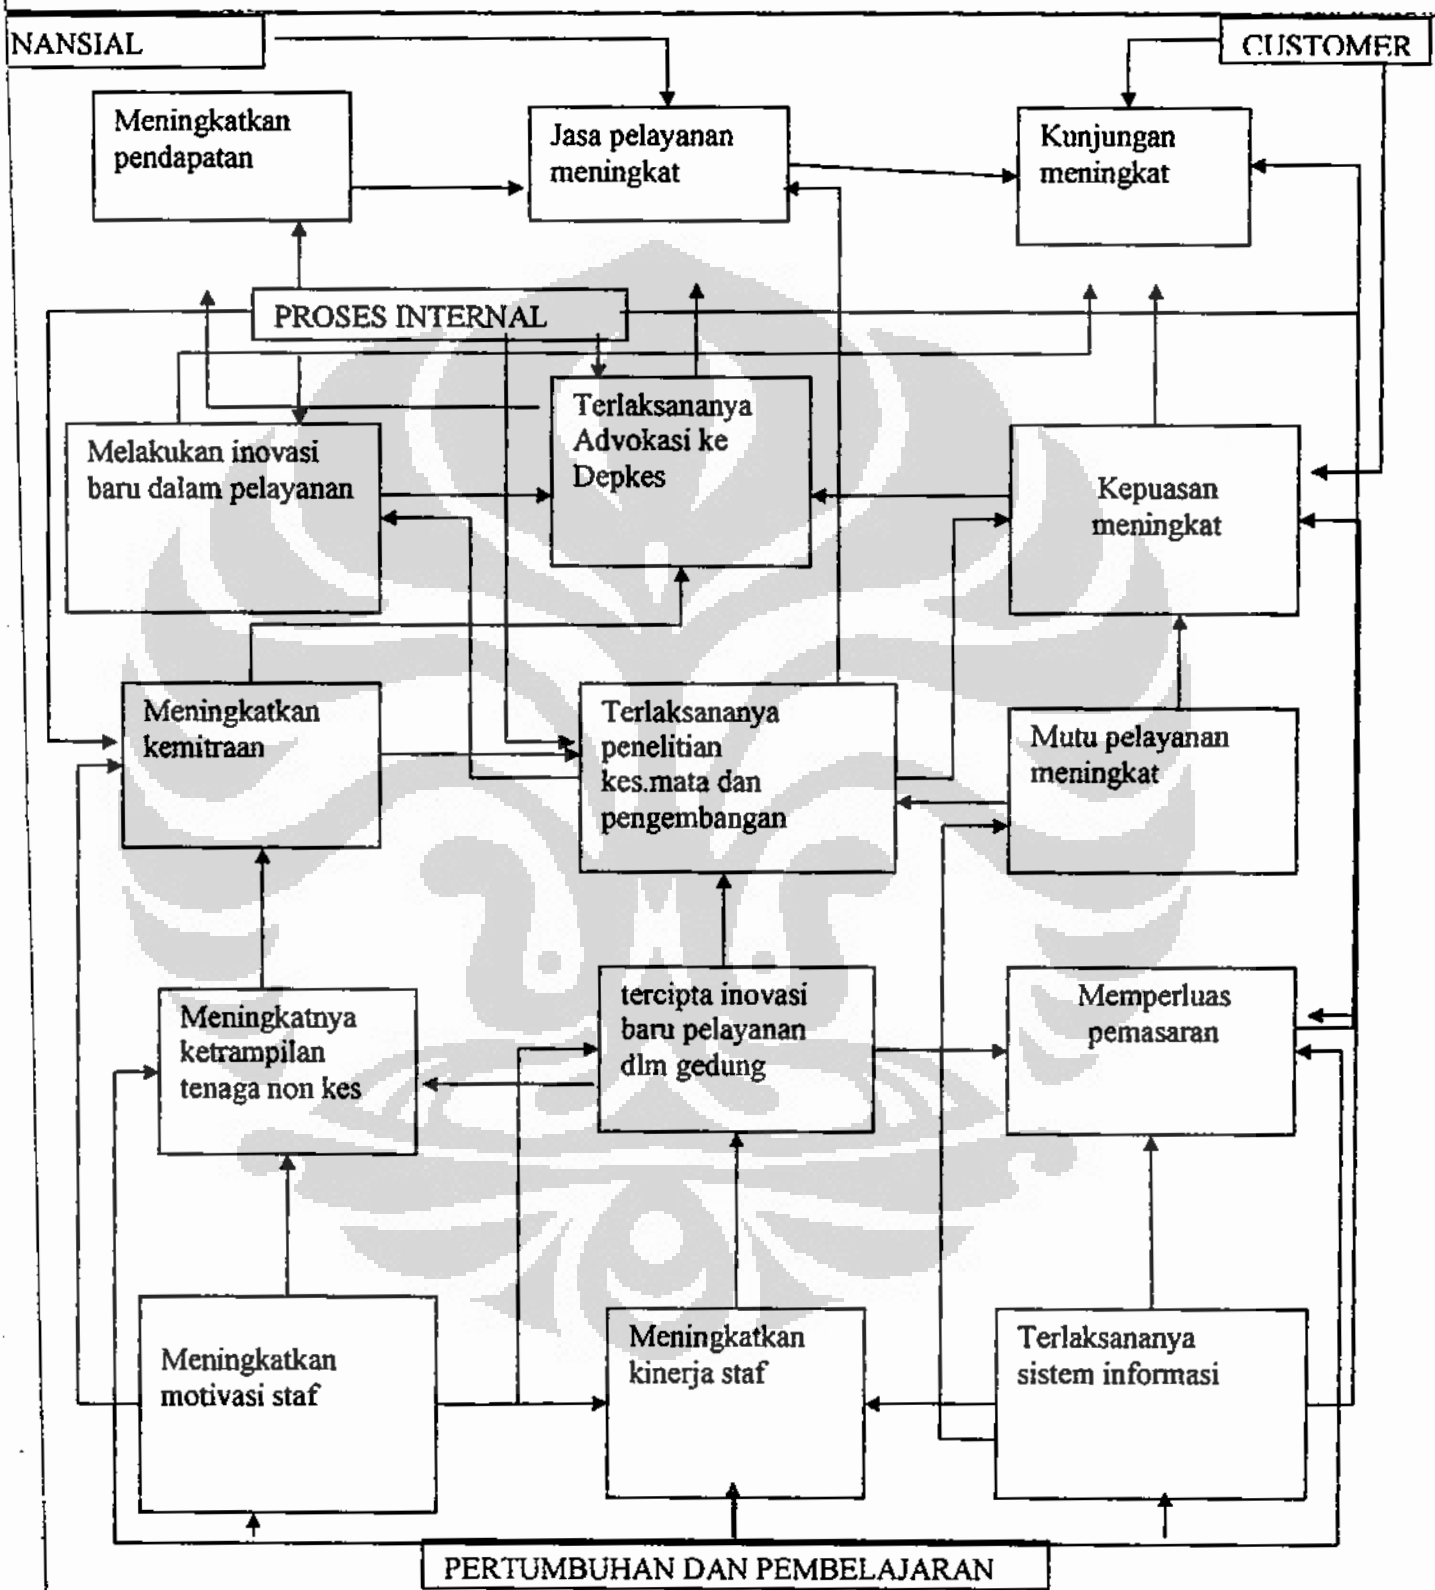 NANSIAL
CUSTOMER
Meningkatkan
pendapatan
Jasa pelayanan
meningkat
Kunjungan
meningkat
PROSES INTERNAL
Melakukan inovasi
baru dalam pelayanan
Terlaksananya
Advokasi ke
Depkes
Kepuasan
meningkat
Meningkatkan
kemitraan
Terlaksananya
penelitian
kes.mata dan
pengembangan
Mutu pelayanan
meningkat
Meningkatnya
ketrampilan
tenaga non kes
tercipta inovasi
baru pelayanan
dlm gedung
Memperluas
pemasaran
Meningkatkan
motivasi staf
Meningkatkan
kinerja staf
Terlaksananya
sistem informasi
PERTUMBUHAN DAN PEMBELAJARAN